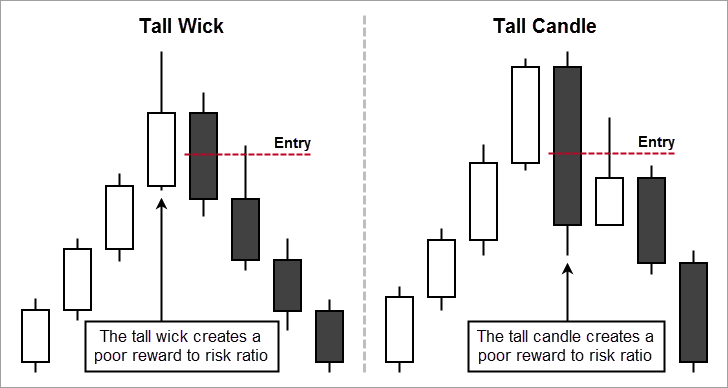 Tall Wick
Tall Candle
Entry
Entry
The tall wick creates a
poor reward to risk ratio
The tall candle creates a
poor reward to risk ratio